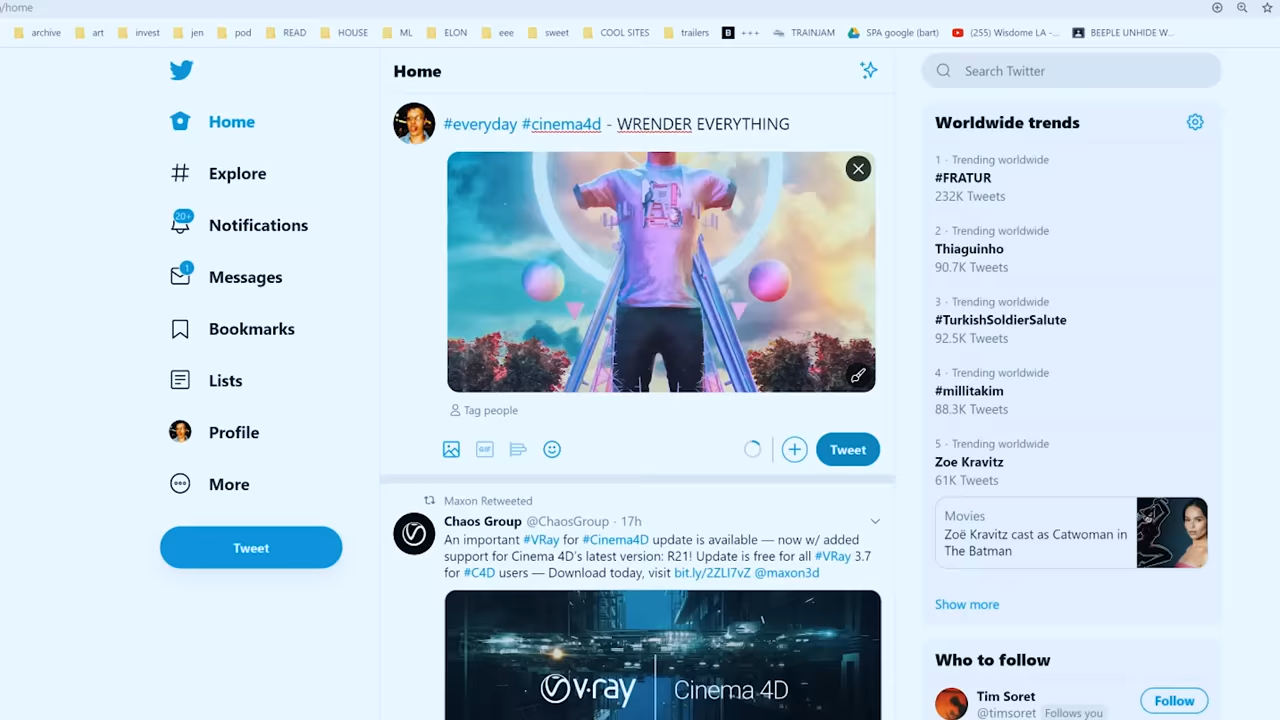 /home
archive
art
invest
jen
pod
READ
HOUSE
ML
ELON
eee
sweet
COOL SITES
trailers
B +++
TRAINJAM
SPA google (bart)
(255) Wisdome LA -...
BEEPLE UNHIDE W...
Home
Explore
20+
Notifications
1
Messages
Bookmarks
Lists
Profile
More
Tweet
Home
#everyday #cinema4d - WRENDER EVERYTHING
Tag people
GIF
Tweet
Maxon Retweeted
Chaos Group @ChaosGroup · 17h
An important #VRay for #Cinema4D update is available — now w/ added
support for Cinema 4D's latest version: R21! Update is free for all #VRay 3.7
for #C4D users — Download today, visit bit.ly/2ZLI7vZ @maxon3d
v·ray | Cinema 4D
Search Twitter
Worldwide trends
1 · Trending worldwide
#FRATUR
232K Tweets
2 · Trending worldwide
Thiaguinho
90.7K Tweets
3 · Trending worldwide
#TurkishSoldierSalute
92.5K Tweets
4 · Trending worldwide
#millitakim
88.3K Tweets
5 · Trending worldwide
Zoe Kravitz
61K Tweets
Movies
Zoë Kravitz cast as Catwoman in
The Batman
Show more
Who to follow
Tim Soret
@timsoret Follows you
Follow